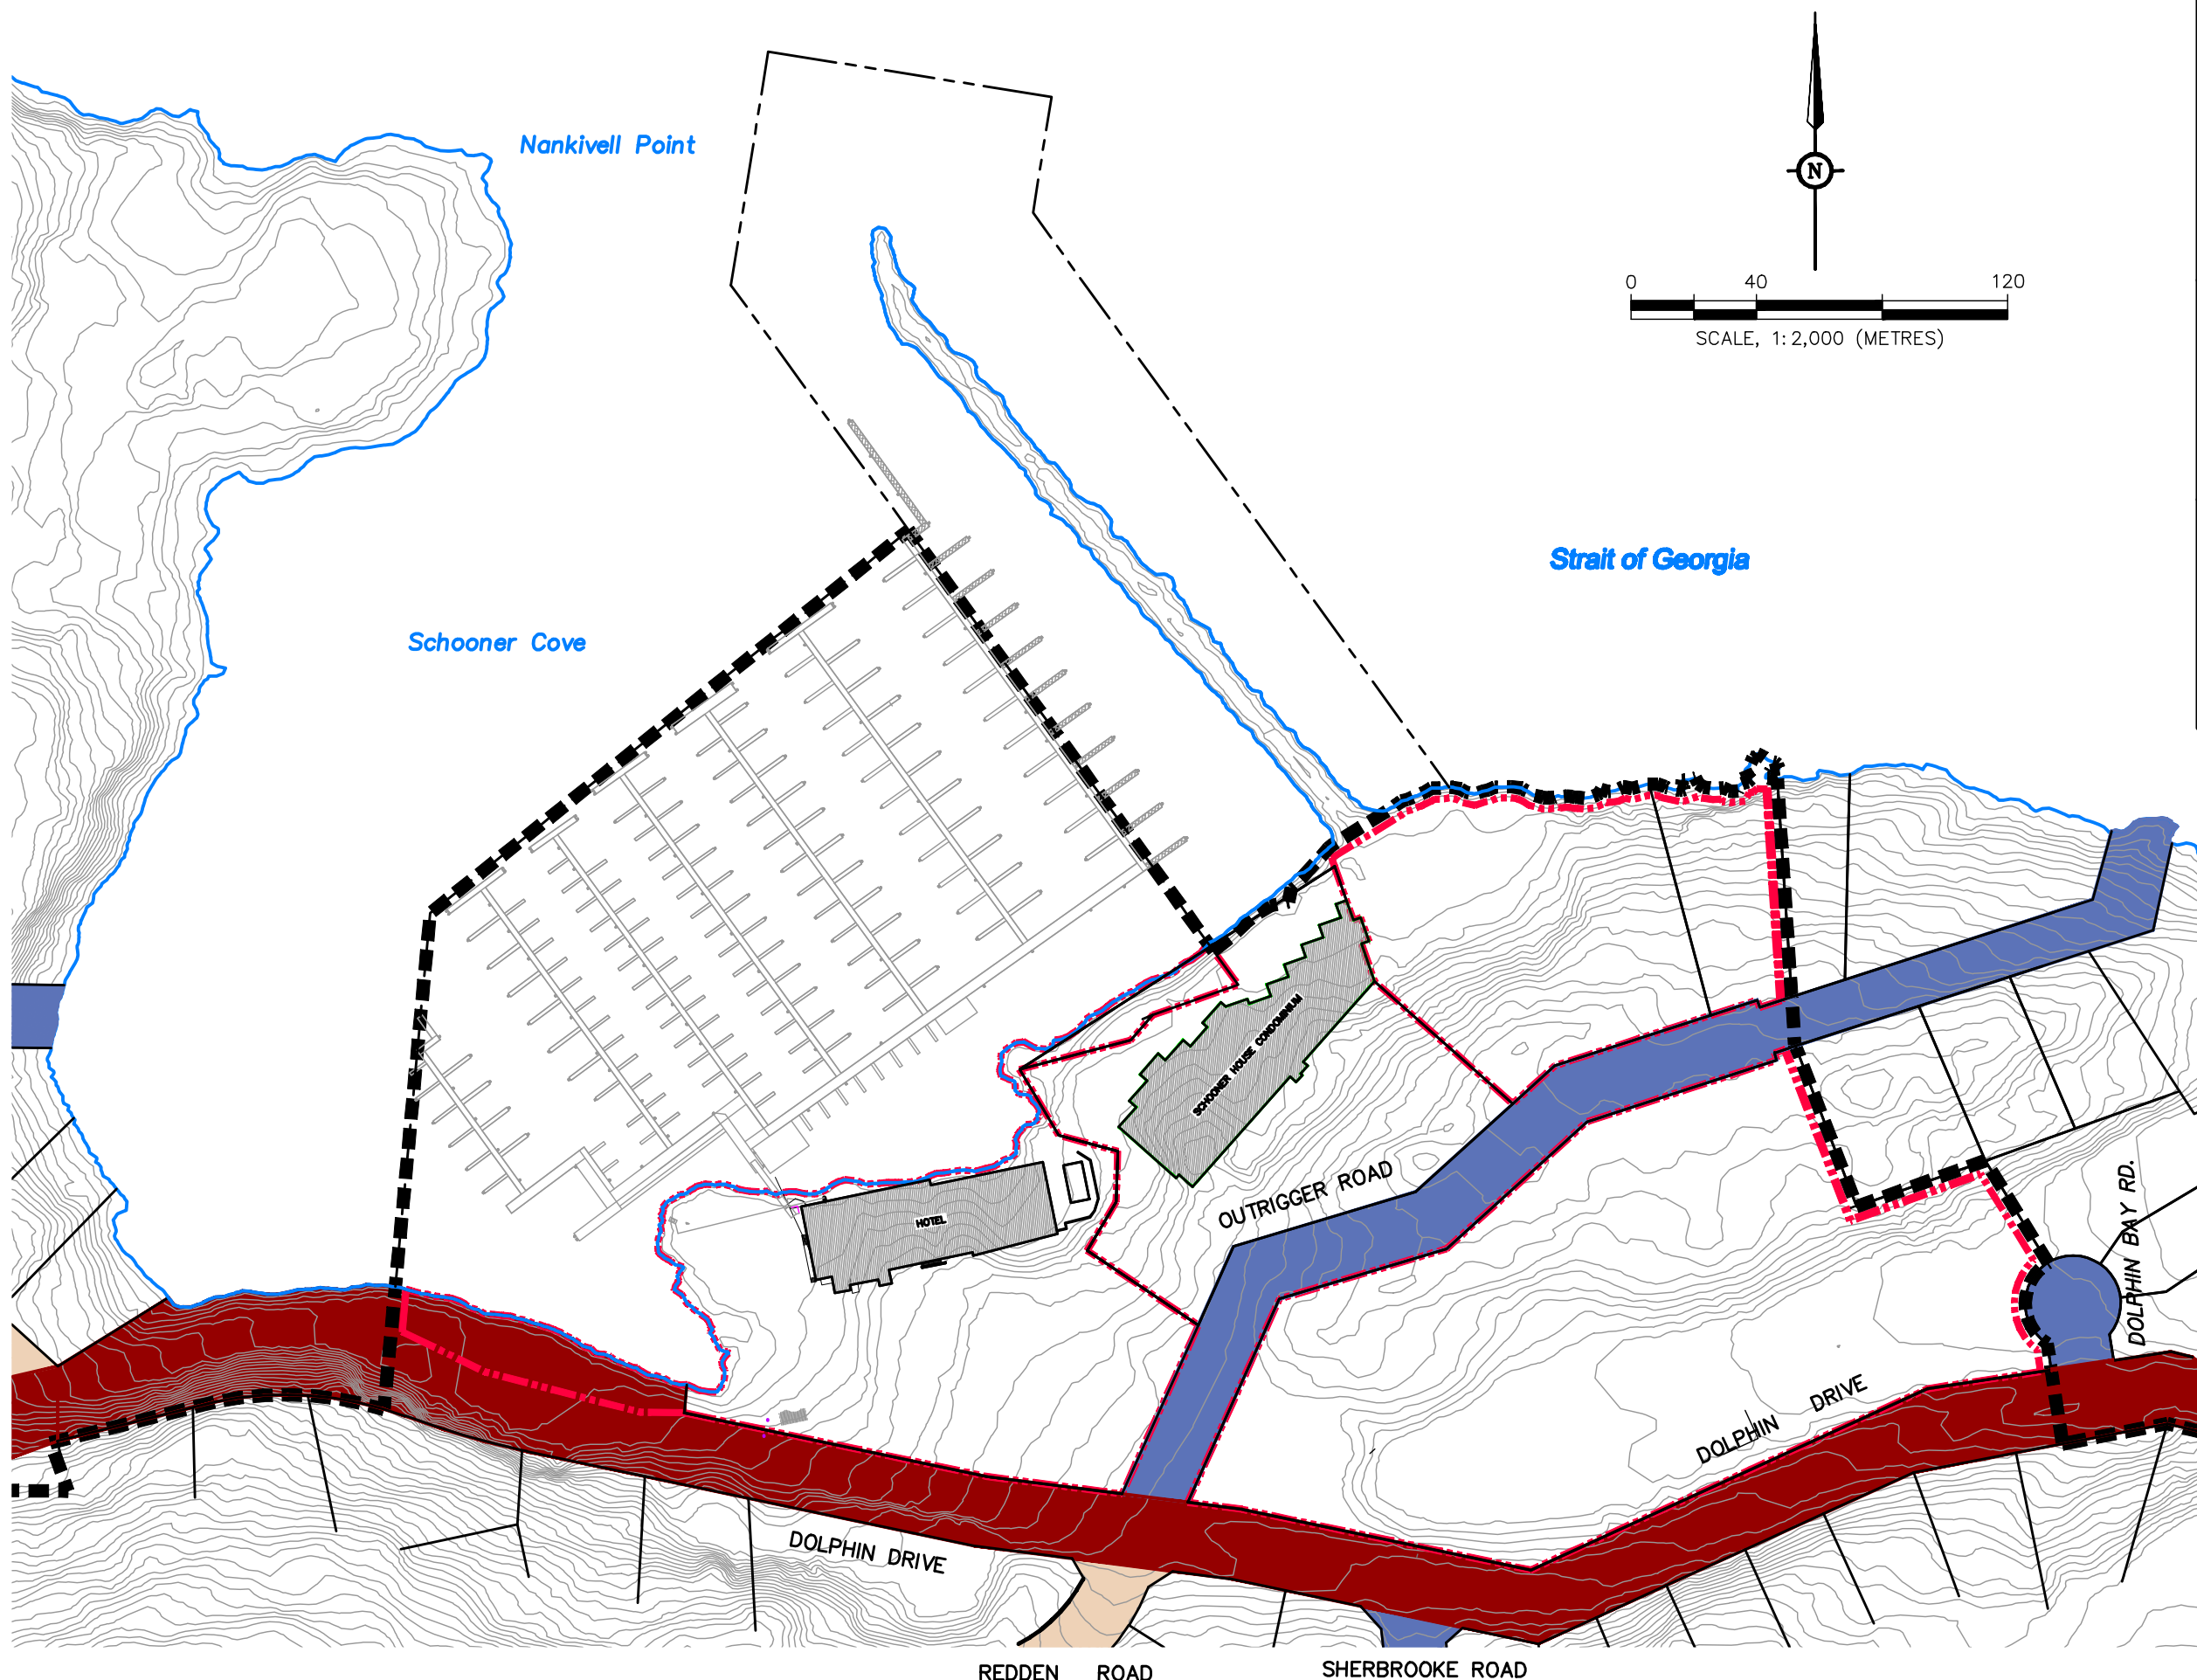 Nankivell Point
N
0 40 120
SCALE, 1:2,000 (METRES)
Strait of Georgia
Schooner Cove
SCHOONER HOUSE CONDOMINIUM
OUTRIGGER ROAD
HOTEL
DOLPHIN BAY RD.
DOLPHIN DRIVE
DOLPHIN DRIVE
REDDEN ROAD
SHERBROOKE ROAD